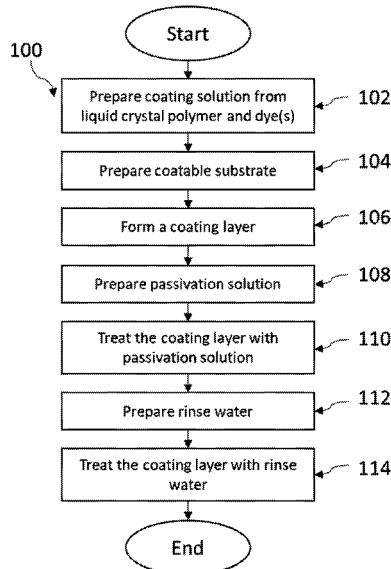 Start
100
Prepare coating solution from
liquid crystal polymer and dye(s)
102
Prepare coatable substrate
104
Form a coating layer
106
Prepare passivation solution
108
Treat the coating layer with
passivation solution
110
Prepare rinse water
112
Treat the coating layer with rinse
water
114
End